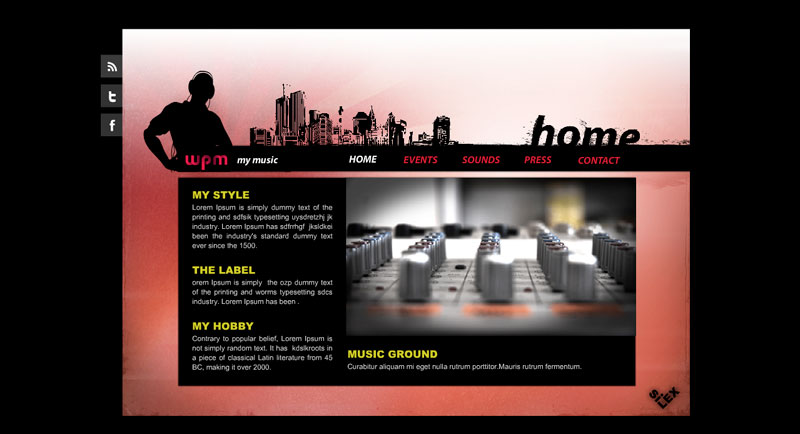 home
wpm my music HOME EVENTS SOUNDS PRESS CONTACT
MY STYLE
Lorem Ipsum is simply dummy text of the
printing and sdfsik typesetting uysdretzhj jk
industry. Lorem Ipsum has sdfrhgf jksldkei
been the industry's standard dummy text
ever since the 1500.
THE LABEL
orem Ipsum is simply the ozp dummy text
of the printing and worms typesetting sdcs
industry. Lorem Ipsum has been .
MY HOBBY
Contrary to popular belief, Lorem Ipsum is
not simply random text. It has kdslkroots in
a piece of classical Latin literature from 45
BC, making it over 2000.
MUSIC GROUND
Curabitur aliquam mi eget nulla rutrum porttitor.Mauris rutrum fermentum.
SILEX